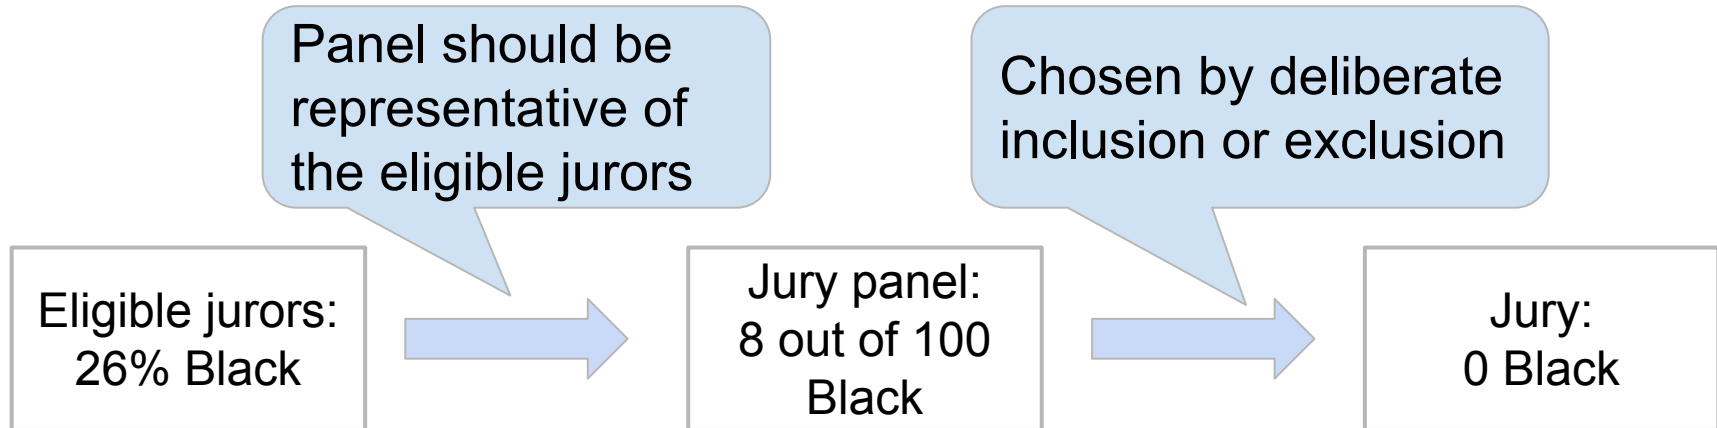 Panel should be
representative of
the eligible jurors
Chosen by deliberate
inclusion or exclusion
Eligible jurors:
26% Black
Jury panel:
8 out of 100
Black
Jury:
0 Black